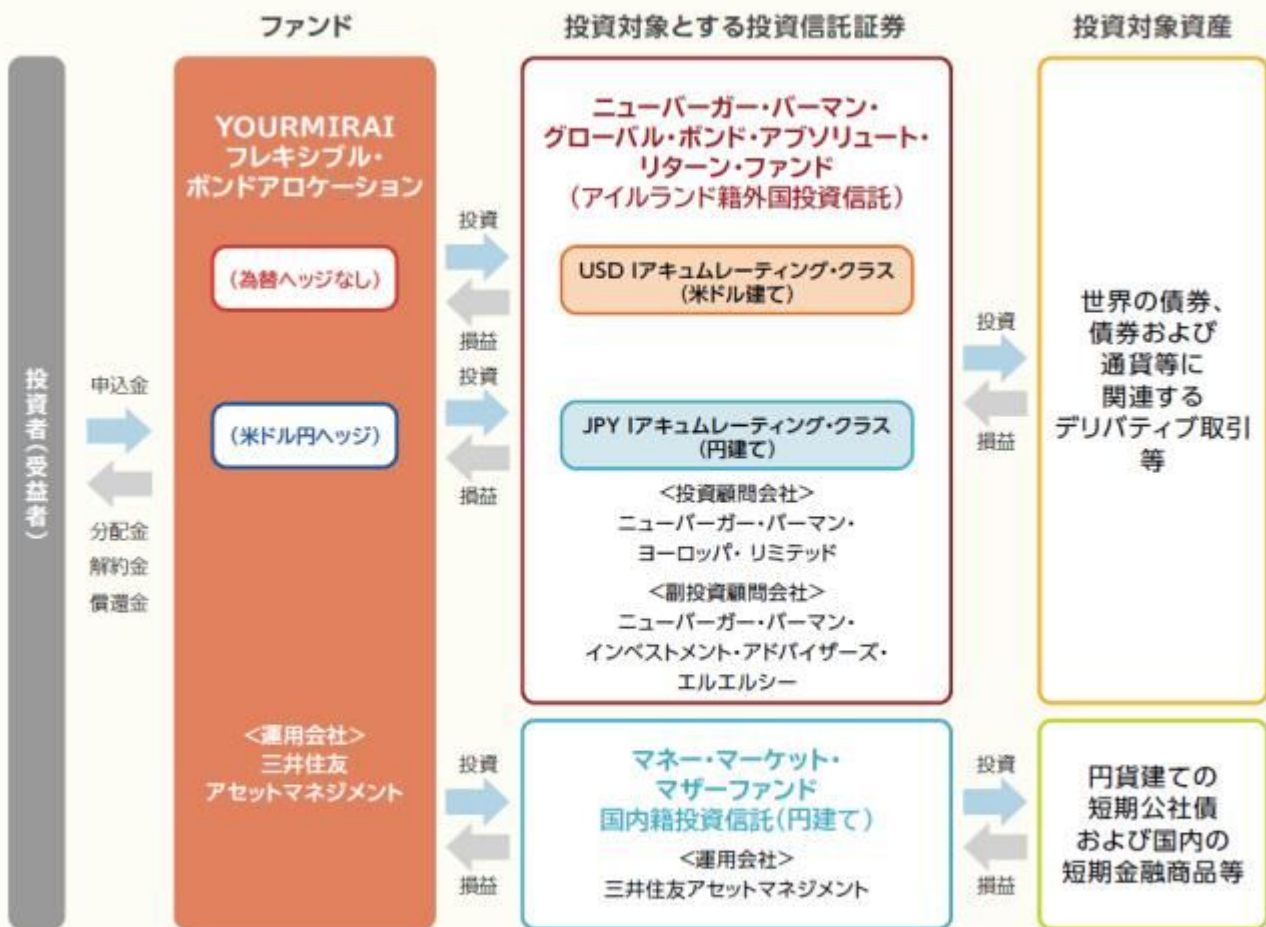 ファンド
投資対象とする投資信託証券
投資対象資産
投資者(受益者)
申込金
分配金
解約金
償還金
YOURMIRAI
フレキシブル・
ボンドアロケーション
(為替ヘッジなし)
(米ドル円ヘッジ)
<運用会社>
三井住友
アセットマネジメント
投資
損益
投資
損益
投資
損益
ニューバーガー・バーマン・
グローバル・ボンド・アブソリュート・
リターン・ファンド
(アイルランド籍外国投資信託)
USD Iアキュムレーティング・クラス
(米ドル建て)
JPY Iアキュムレーティング・クラス
(円建て)
<投資顧問会社>
ニューバーガー・バーマン・
ヨーロッパ・ リミテッド
<副投資顧問会社>
ニューバーガー・バーマン・
インベストメント・アドバイザーズ・
エルエルシー
マネー・マーケット・
マザーファンド
国内籍投資信託(円建て)
<運用会社>
三井住友アセットマネジメント
投資
損益
投資
損益
世界の債券、
債券および
通貨等に
関連する
デリバティブ取引
等
円貨建ての
短期公社債
および国内の
短期金融商品等